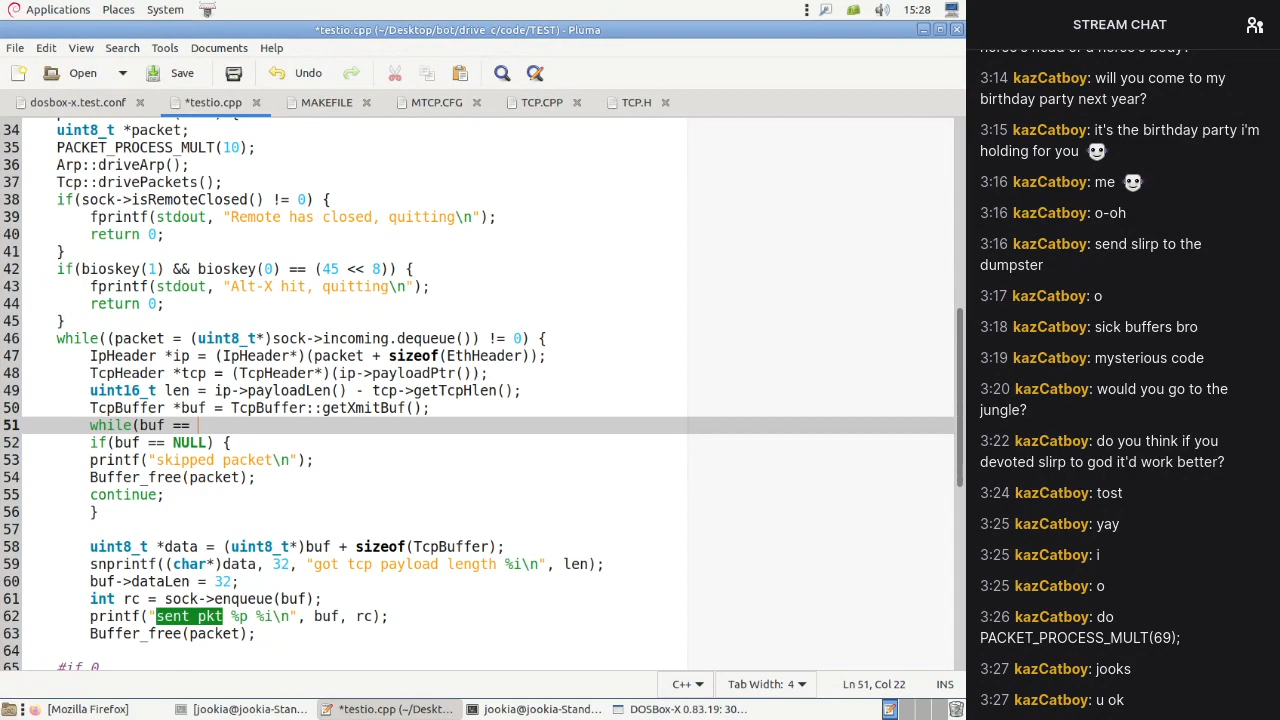 Applications Places System 15:28
*testio.cpp (~/Desktop/bot/drive_c/code/TEST) - Pluma
File Edit View Search Tools Documents Help
Open Save Undo
dosbox-x.test.conf *testio.cpp MAKEFILE MTCP.CFG TCP.CPP TCP.H
34 uint8_t *packet;
35 PACKET_PROCESS_MULT(10);
36 Arp::driveArp();
37 Tcp::drivePackets();
38 if(sock->isRemoteClosed() != 0) {
39 fprintf(stdout, "Remote has closed, quitting\n");
40 return 0;
41 }
42 if(bioskey(1) && bioskey(0) == (45 << 8)) {
43 fprintf(stdout, "Alt-X hit, quitting\n");
44 return 0;
45 }
46 while((packet = (uint8_t*)sock->incoming.dequeue()) != 0) {
47 IpHeader *ip = (IpHeader*)(packet + sizeof(EthHeader));
48 TcpHeader *tcp = (TcpHeader*)(ip->payloadPtr());
49 uint16_t len = ip->payloadLen() - tcp->getTcpHlen();
50 TcpBuffer *buf = TcpBuffer::getXmitBuf();
51 while(buf ==
52 if(buf == NULL) {
53 printf("skipped packet\n");
54 Buffer_free(packet);
55 continue;
56 }
57
58 uint8_t *data = (uint8_t*)buf + sizeof(TcpBuffer);
59 snprintf((char*)data, 32, "got tcp payload length %i\n", len);
60 buf->dataLen = 32;
61 int rc = sock->enqueue(buf);
62 printf("sent pkt %p %i\n", buf, rc);
63 Buffer_free(packet);
64
65 #if 0
C++ Tab Width: 4 Ln 51, Col 22 INS
[Mozilla Firefox] [jookia@jookia-Stan... *testio.cpp (~/Deskt... jookia@jookia-Stand... DOSBox-X 0.83.19: 30...
STREAM CHAT
3:14 kazCatboy: will you come to my
birthday party next year?
3:15 kazCatboy: it's the birthday party i'm
holding for you
3:16 kazCatboy: me
3:16 kazCatboy: o-oh
3:16 kazCatboy: send slirp to the
dumpster
3:17 kazCatboy: o
3:18 kazCatboy: sick buffers bro
3:19 kazCatboy: mysterious code
3:20 kazCatboy: would you go to the
jungle?
3:22 kazCatboy: do you think if you
devoted slirp to god it'd work better?
3:24 kazCatboy: tost
3:25 kazCatboy: yay
3:25 kazCatboy: i
3:25 kazCatboy: o
3:26 kazCatboy: do
PACKET_PROCESS_MULT(69);
3:27 kazCatboy: jooks
3:27 kazCatboy: u ok